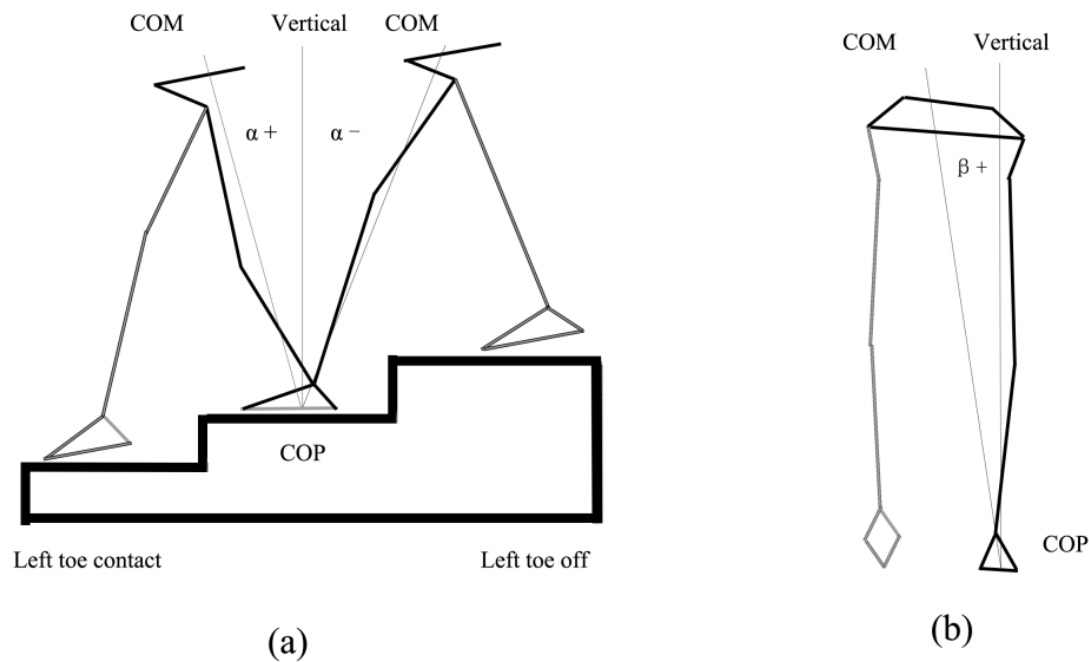 COM Vertical COM
α + α −
COP
Left toe contact Left toe off
(a)
COM Vertical
β +
COP
(b)